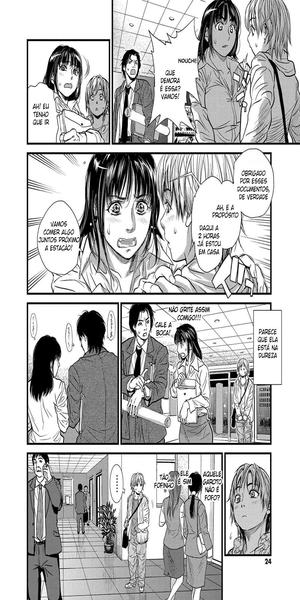 NOUCHI!
QUE
DEMORA
É ESSA?
VAMOS!
AH! EU
TENHO
QUE IR
OBRIGADO
POR ESSES
DOCUMENTOS,
DE VERDADE
AH, E A
PROPÓSITO
DAQUI A
2 HORAS
JÁ ESTOU
EM CASA
VAMOS
COMER ALGO
JUNTOS PRÓXIMO
A ESTAÇÃO!
NÃO GRITE ASSIM
COMIGO!!!
CALE A
BOCA!
PARECE
QUE ELA
ESTÁ NA
DUREZA
AQUELE
GAROTO
NÃO É
FOFO?
ELE
É SIM
TÃO
FOFINHO
24